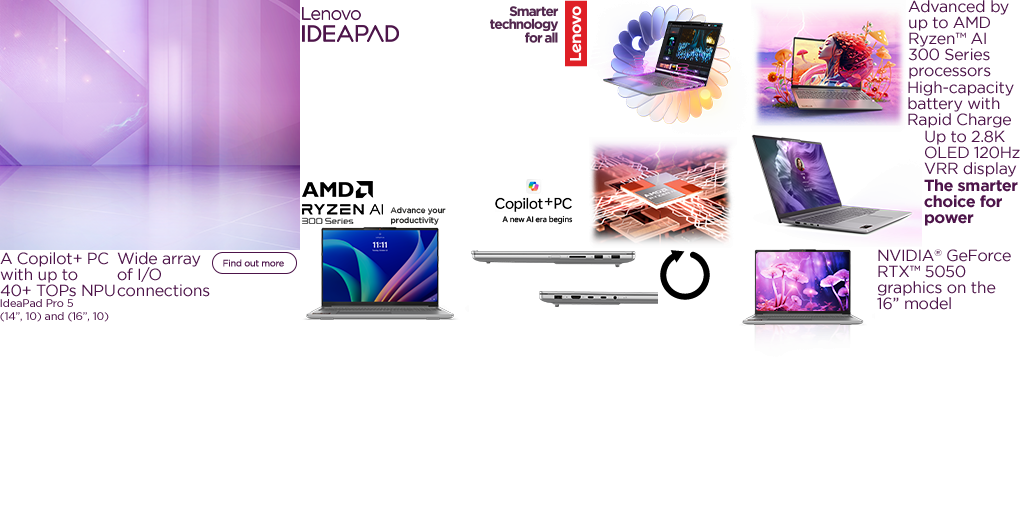 Lenovo
IDEAPAD
Smarter
technology
for all
Lenovo
Advanced by
up to AMD
Ryzen™ AI
300 Series
processors
High-capacity
battery with
Rapid Charge
Up to 2.8K
OLED 120Hz
VRR display
The smarter
choice for
power
AMD
RYZEN AI
300 Series
Advance your
productivity
11:11
Copilot+PC
A new AI era begins
A Copilot+ PC
with up to
40+ TOPs NPU
IdeaPad Pro 5
(14”, 10) and (16”, 10)
Wide array
of I/O
connections
Find out more
NVIDIA® GeForce
RTX™ 5050
graphics on the
16” model